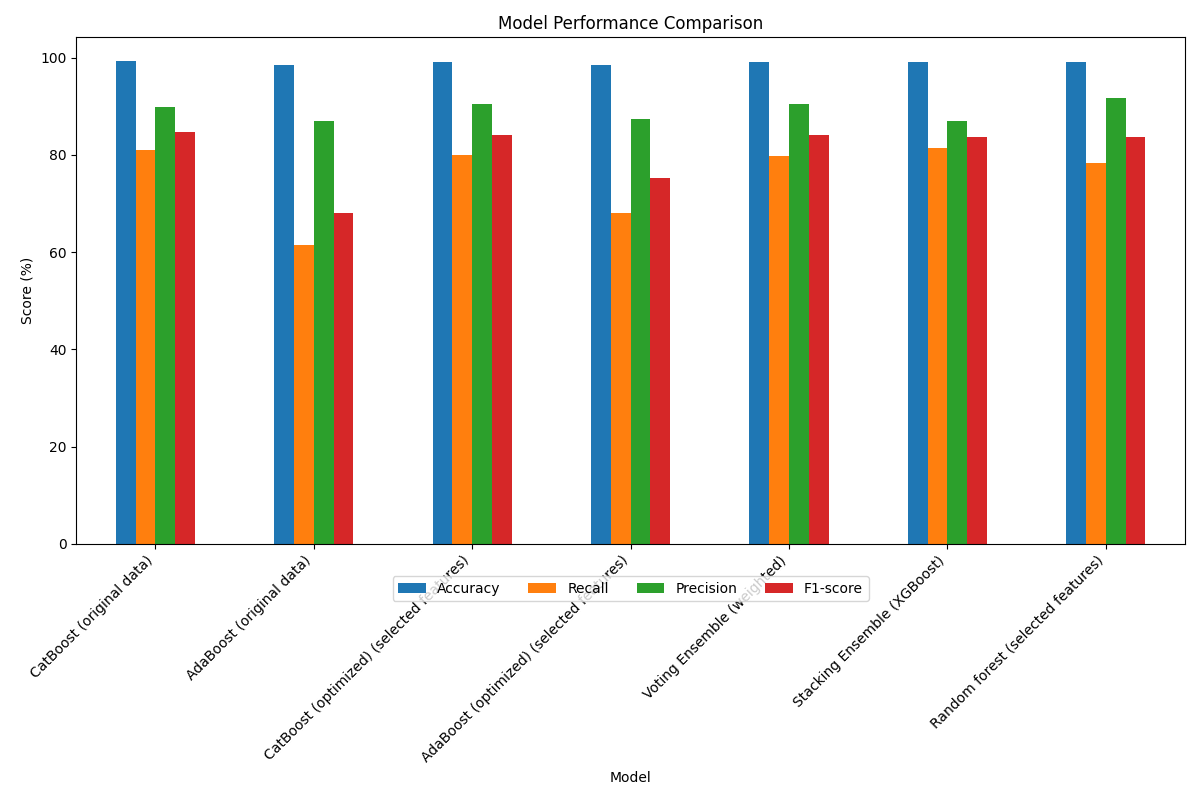 Model Performance Comparison
Score (%)
100
80
60
40
20
0
CatBoost (original data)
AdaBoost (original data)
CatBoost (optimized) (selected features)
AdaBoost (optimized) (selected features)
Voting Ensemble (weighted)
Stacking Ensemble (XGBoost)
Random forest (selected features)
Accuracy
Recall
Precision
F1-score
Model